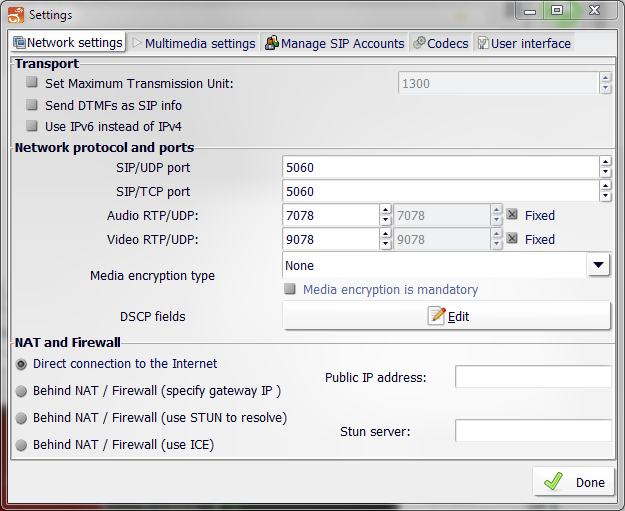 Settings
Network settings Multimedia settings Manage SIP Accounts Codecs User interface
Transport
Set Maximum Transmission Unit: 1300
Send DTMFs as SIP info
Use IPv6 instead of IPv4
Network protocol and ports
SIP/UDP port 5060
SIP/TCP port 5060
Audio RTP/UDP: 7078 7078 Fixed
Video RTP/UDP: 9078 9078 Fixed
Media encryption type None
Media encryption is mandatory
DSCP fields Edit
NAT and Firewall
Direct connection to the Internet
Public IP address:
Behind NAT / Firewall (specify gateway IP )
Behind NAT / Firewall (use STUN to resolve)
Stun server:
Behind NAT / Firewall (use ICE)
Done